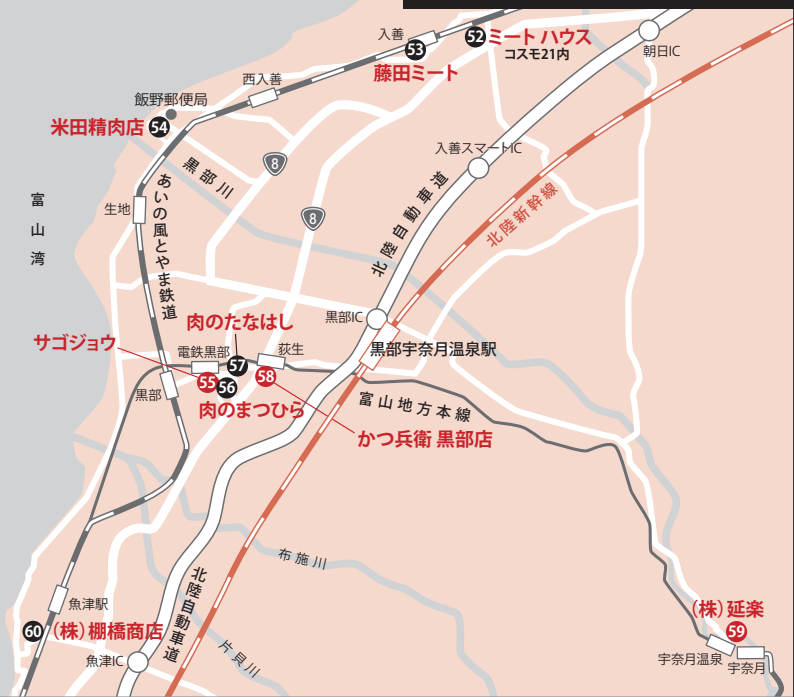 入善
53
藤田ミート
52 ミート ハウス
コスモ21内
朝日IC
西入善
飯野郵便局
米田精肉店 54
入善スマートIC
8
黒部川
富山湾
生地
あいの風とやま鉄道
8
北陸自動車道
北陸新幹線
黒部IC
肉のたなはし
サゴジョウ
電鉄黒部
57
荻生
黒部宇奈月温泉駅
黒部
55
56
58
肉のまつひら
富山地方本線
かつ兵衛 黒部店
布施川
北陸自動車道
魚津駅
60 (株)棚橋商店
魚津IC
片貝川
(株)延楽
59
宇奈月温泉
宇奈月